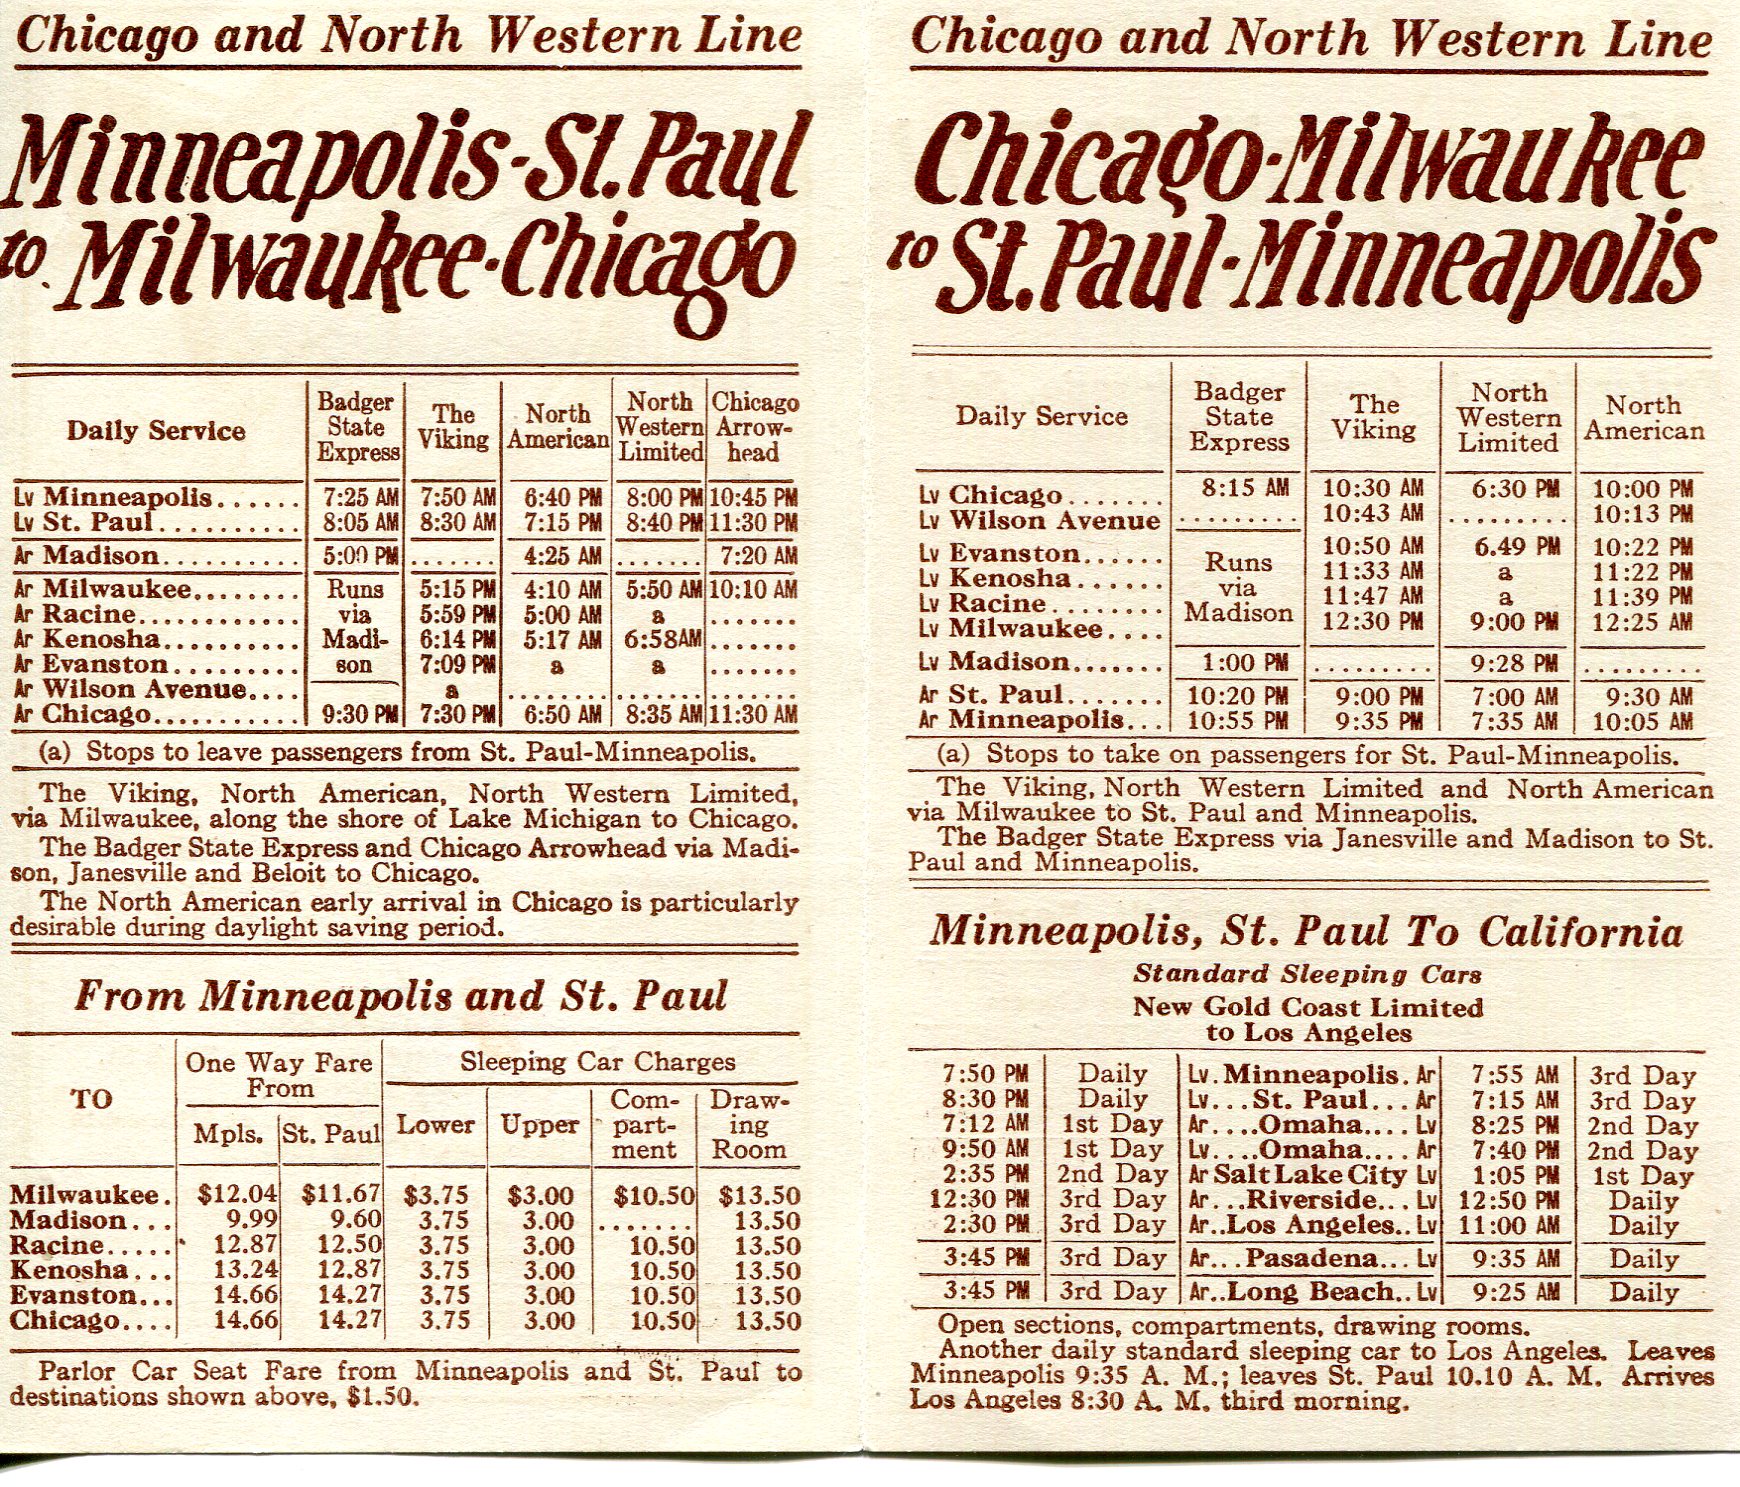 Chicago and North Western Line
Minneapolis-St. Paul
to Milwaukee-Chicago
Daily Service | Badger State Express | The Viking | North American | North Western Limited | Chicago Arrow-head
Lv Minneapolis...... 7:25 AM 7:50 AM 6:40 PM 8:00 PM 10:45 PM
Lv St. Paul.......... 8:05 AM 8:30 AM 7:15 PM 8:40 PM 11:30 PM
Ar Madison.......... 5:00 PM ....... 4:25 AM ....... 7:20 AM
Ar Milwaukee........ Runs 5:15 PM 4:10 AM 5:50 AM 10:10 AM
Ar Racine............ via 5:59 PM 5:00 AM a .......
Ar Kenosha.......... Madi- 6:14 PM 5:17 AM 6:58AM .......
Ar Evanston......... son 7:09 PM a a .......
Ar Wilson Avenue.... a ....... ....... .......
Ar Chicago........... 9:30 PM 7:30 PM 6:50 AM 8:35 AM 11:30 AM
(a) Stops to leave passengers from St. Paul-Minneapolis.
The Viking, North American, North Western Limited,
via Milwaukee, along the shore of Lake Michigan to Chicago.
The Badger State Express and Chicago Arrowhead via Madi-
son, Janesville and Beloit to Chicago.
The North American early arrival in Chicago is particularly
desirable during daylight saving period.
From Minneapolis and St. Paul
TO | One Way Fare From | Sleeping Car Charges
Mpls. | St. Paul | Lower | Upper | Com-part-ment | Draw-ing Room
Milwaukee. $12.04 $11.67 $3.75 $3.00 $10.50 $13.50
Madison... 9.99 9.60 3.75 3.00 ....... 13.50
Racine..... 12.87 12.50 3.75 3.00 10.50 13.50
Kenosha... 13.24 12.87 3.75 3.00 10.50 13.50
Evanston... 14.66 14.27 3.75 3.00 10.50 13.50
Chicago.... 14.66 14.27 3.75 3.00 10.50 13.50
Parlor Car Seat Fare from Minneapolis and St. Paul to
destinations shown above, $1.50.
Chicago and North Western Line
Chicago-Milwaukee
to St. Paul-Minneapolis
Daily Service | Badger State Express | The Viking | North Western Limited | North American
Lv Chicago....... 8:15 AM 10:30 AM 6:30 PM 10:00 PM
Lv Wilson Avenue ......... 10:43 AM ......... 10:13 PM
Lv Evanston...... 10:50 AM 6.49 PM 10:22 PM
Lv Kenosha...... Runs 11:33 AM a 11:22 PM
Lv Racine........ via 11:47 AM a 11:39 PM
Lv Milwaukee.... Madison 12:30 PM 9:00 PM 12:25 AM
Lv Madison....... 1:00 PM ......... 9:28 PM .........
Ar St. Paul....... 10:20 PM 9:00 PM 7:00 AM 9:30 AM
Ar Minneapolis... 10:55 PM 9:35 PM 7:35 AM 10:05 AM
(a) Stops to take on passengers for St. Paul-Minneapolis.
The Viking, North Western Limited and North American
via Milwaukee to St. Paul and Minneapolis.
The Badger State Express via Janesville and Madison to St.
Paul and Minneapolis.
Minneapolis, St. Paul To California
Standard Sleeping Cars
New Gold Coast Limited
to Los Angeles
7:50 PM Daily Lv.Minneapolis.Ar 7:55 AM 3rd Day
8:30 PM Daily Lv...St. Paul...Ar 7:15 AM 3rd Day
7:12 AM 1st Day Ar....Omaha....Lv 8:25 PM 2nd Day
9:50 AM 1st Day Lv....Omaha....Ar 7:40 PM 2nd Day
2:35 PM 2nd Day Ar Salt Lake City Lv 1:05 PM 1st Day
12:30 PM 3rd Day Ar...Riverside...Lv 12:50 PM Daily
2:30 PM 3rd Day Ar..Los Angeles..Lv 11:00 AM Daily
3:45 PM 3rd Day Ar...Pasadena...Lv 9:35 AM Daily
3:45 PM 3rd Day Ar..Long Beach..Lv 9:25 AM Daily
Open sections, compartments, drawing rooms.
Another daily standard sleeping car to Los Angeles. Leaves
Minneapolis 9:35 A. M.; leaves St. Paul 10.10 A. M. Arrives
Los Angeles 8:30 A. M. third morning.